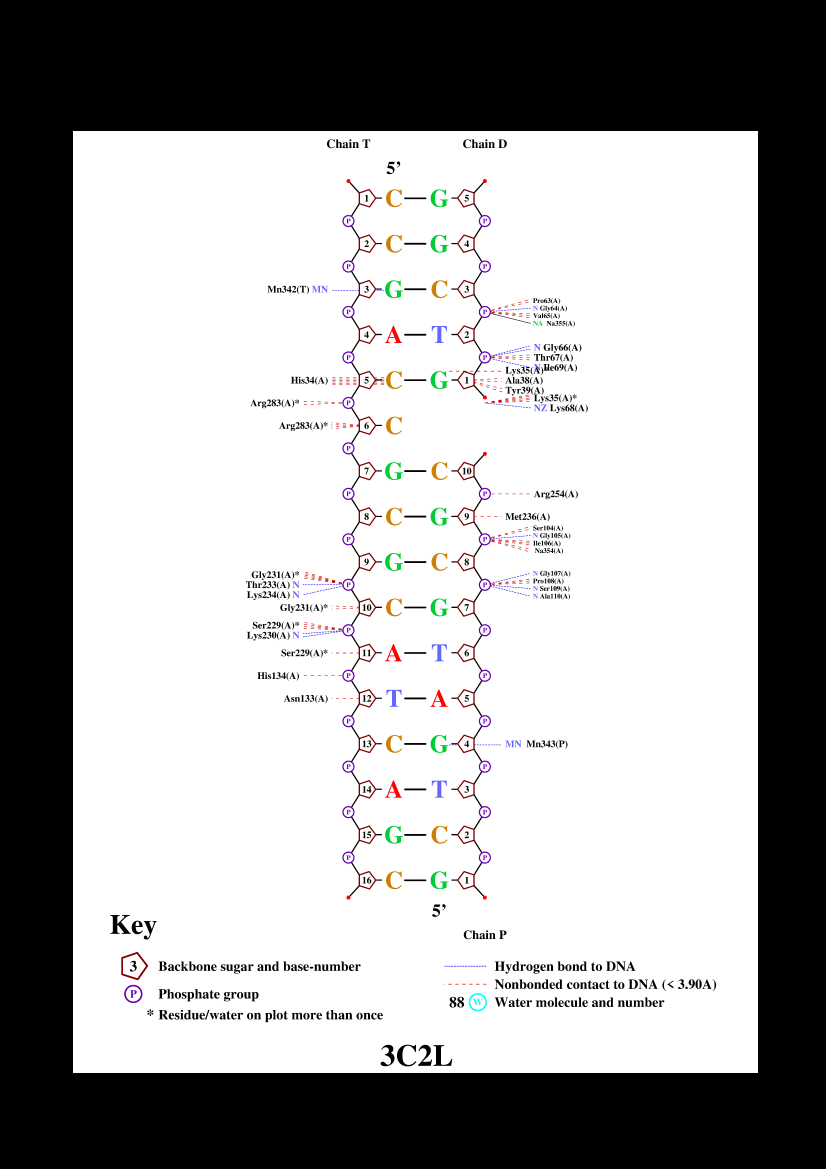 Chain T Chain D
5’
1 C G 5
P P
2 C G 4
P P
Mn342(T) MN 3 G C 3
Pro63(A)
N Gly64(A)
P P
Val65(A)
NA Na355(A)
4 A T 2
N Gly66(A)
P P Thr67(A)
N Ile69(A)
Lys35(A)*
His34(A) 5 C G 1 Ala38(A)
Tyr39(A)
Lys35(A)*
Arg283(A)* P
NZ Lys68(A)
Arg283(A)* 6 C
P
7 G C 10
P P Arg254(A)
8 C G 9 Met236(A)
Ser104(A)
N Gly105(A)
P P
Ile106(A)
Na354(A)
9 G C 8
Gly231(A)* N Gly107(A)
Thr233(A) N P P Pro108(A)
Lys234(A) N N Ser109(A)
N Ala110(A)
Gly231(A)* 10 C G 7
Ser229(A)*
P P
Lys230(A) N
Ser229(A)* 11 A T 6
His134(A) P P
Asn133(A) 12 T A 5
P P
13 C G 4 MN Mn343(P)
P P
14 A T 3
P P
15 G C 2
P P
16 C G 1
5’
Chain P
Key
3 Backbone sugar and base-number
P Phosphate group
* Residue/water on plot more than once
Hydrogen bond to DNA
Nonbonded contact to DNA (< 3.90A)
88 W Water molecule and number
3C2L